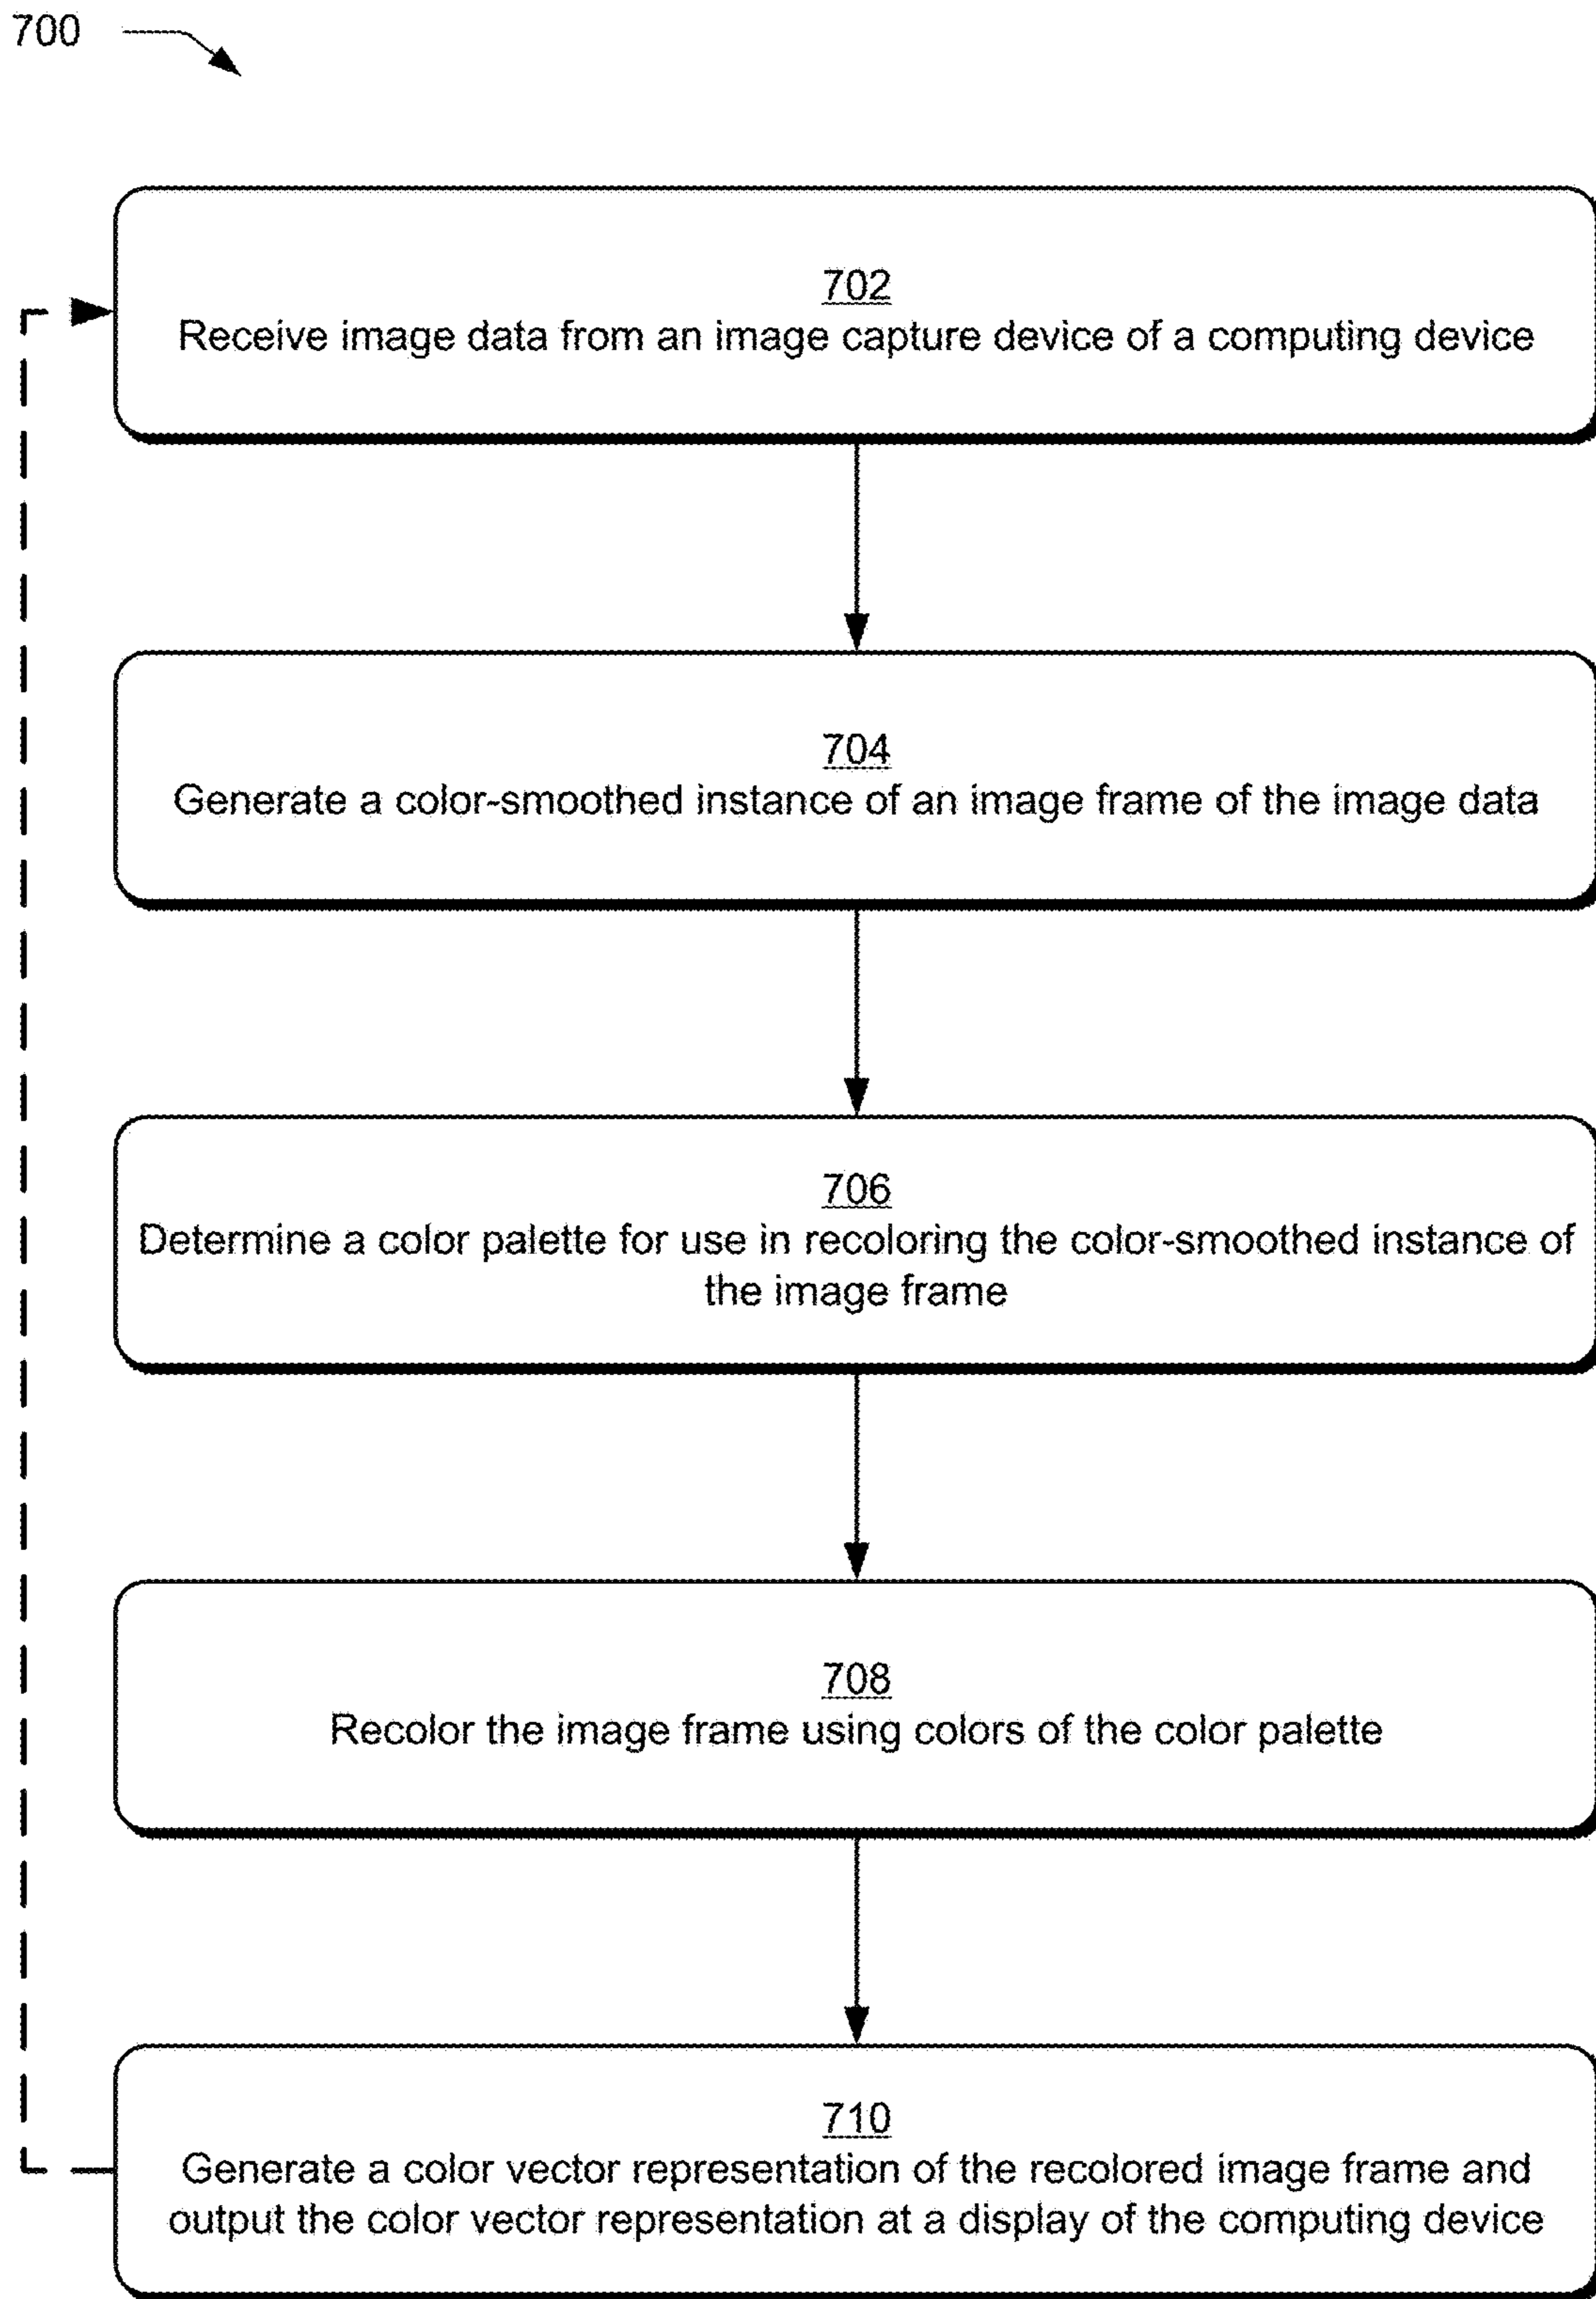 700
702
Receive image data from an image capture device of a computing device
704
Generate a color-smoothed instance of an image frame of the image data
706
Determine a color palette for use in recoloring the color-smoothed instance of
the image frame
708
Recolor the image frame using colors of the color palette
710
Generate a color vector representation of the recolored image frame and
output the color vector representation at a display of the computing device